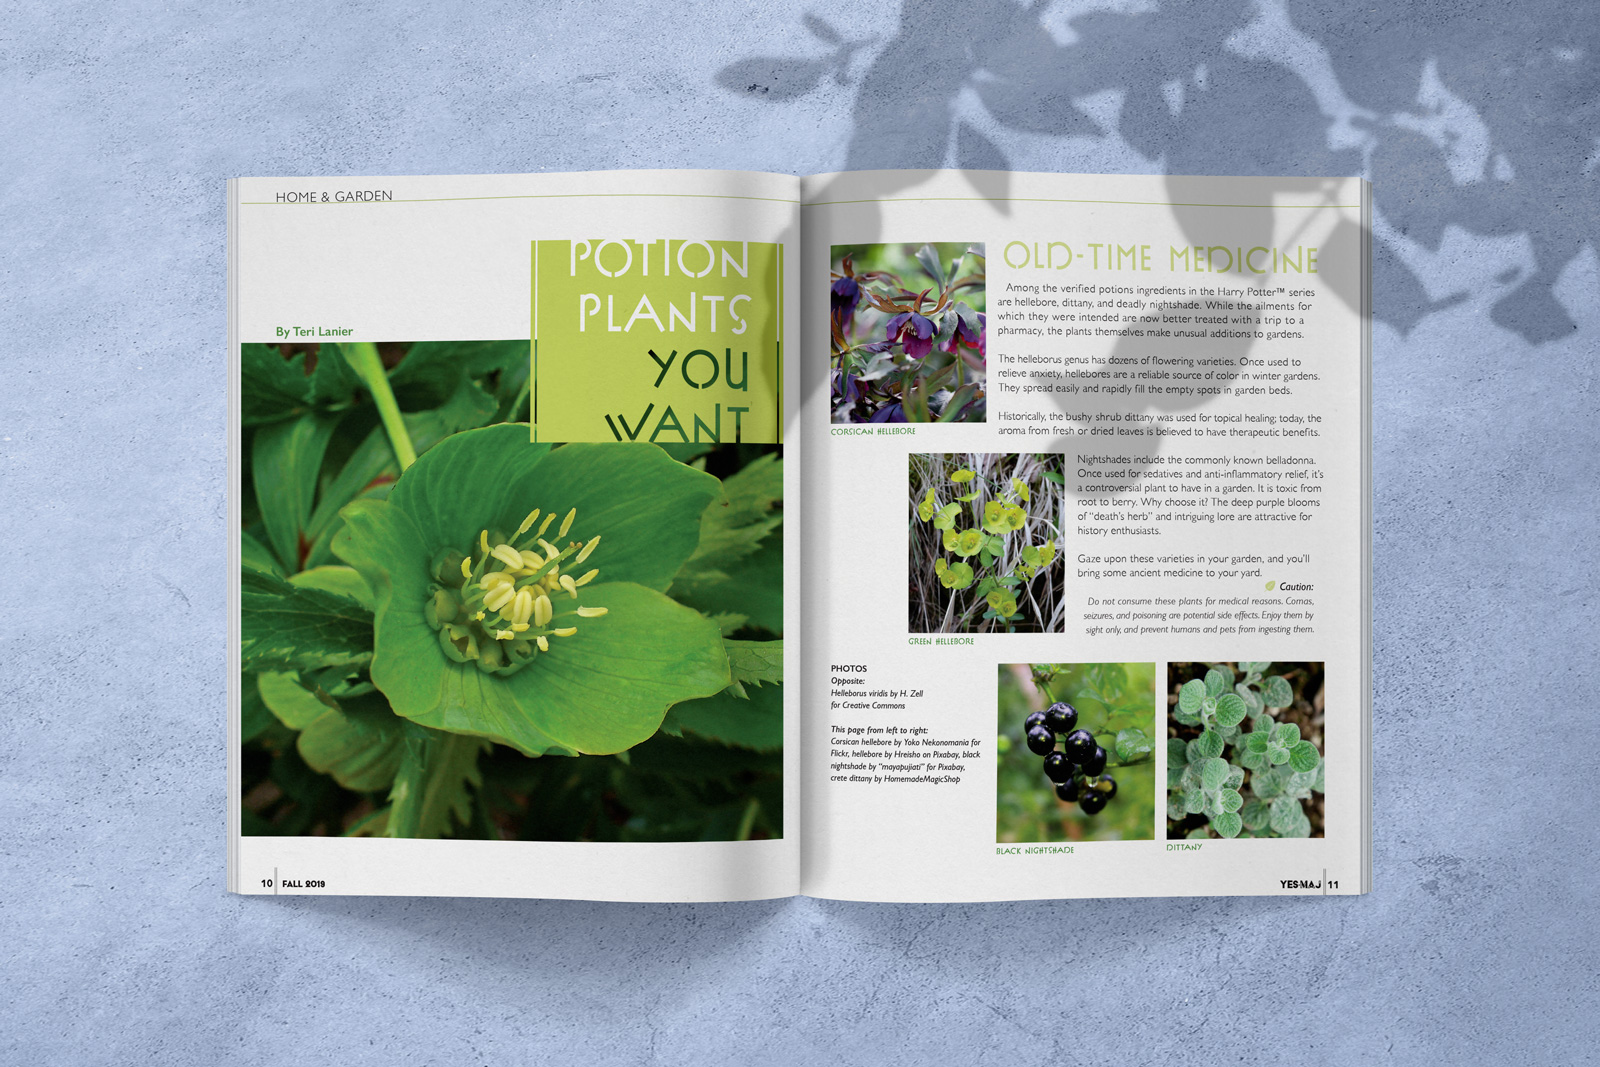 HOME & GARDEN
POTION
PLANTS
YOU
WANT
By Teri Lanier
10 FALL 2019
OLD-TIME MEDICINE
Among the verified potions ingredients in the Harry Potter™ series
are hellebore, dittany, and deadly nightshade. While the ailments for
which they were intended are now better treated with a trip to a
pharmacy, the plants themselves make unusual additions to gardens.
The helleborus genus has dozens of flowering varieties. Once used to
relieve anxiety, hellebores are a reliable source of color in winter gardens.
They spread easily and rapidly fill the empty spots in garden beds.
Historically, the bushy shrub dittany was used for topical healing; today, the
aroma from fresh or dried leaves is believed to have therapeutic benefits.
CORSICAN HELLEBORE
Nightshades include the commonly known belladonna.
Once used for sedatives and anti-inflammatory relief, it's
a controversial plant to have in a garden. It is toxic from
root to berry. Why choose it? The deep purple blooms
of "death's herb" and intriguing lore are attractive for
history enthusiasts.
Gaze upon these varieties in your garden, and you'll
bring some ancient medicine to your yard.
Caution:
Do not consume these plants for medical reasons. Comas,
seizures, and poisoning are potential side effects. Enjoy them by
sight only, and prevent humans and pets from ingesting them.
GREEN HELLEBORE
PHOTOS
Opposite:
Helleborus viridis by H. Zell
for Creative Commons
This page from left to right:
Corsican hellebore by Yoko Nekonomania for
Flickr, hellebore by Hreisho on Pixabay, black
nightshade by "mayapujiati" for Pixabay,
crete dittany by HomemadeMagicShop
BLACK NIGHTSHADE
DITTANY
YES-MAJ 11